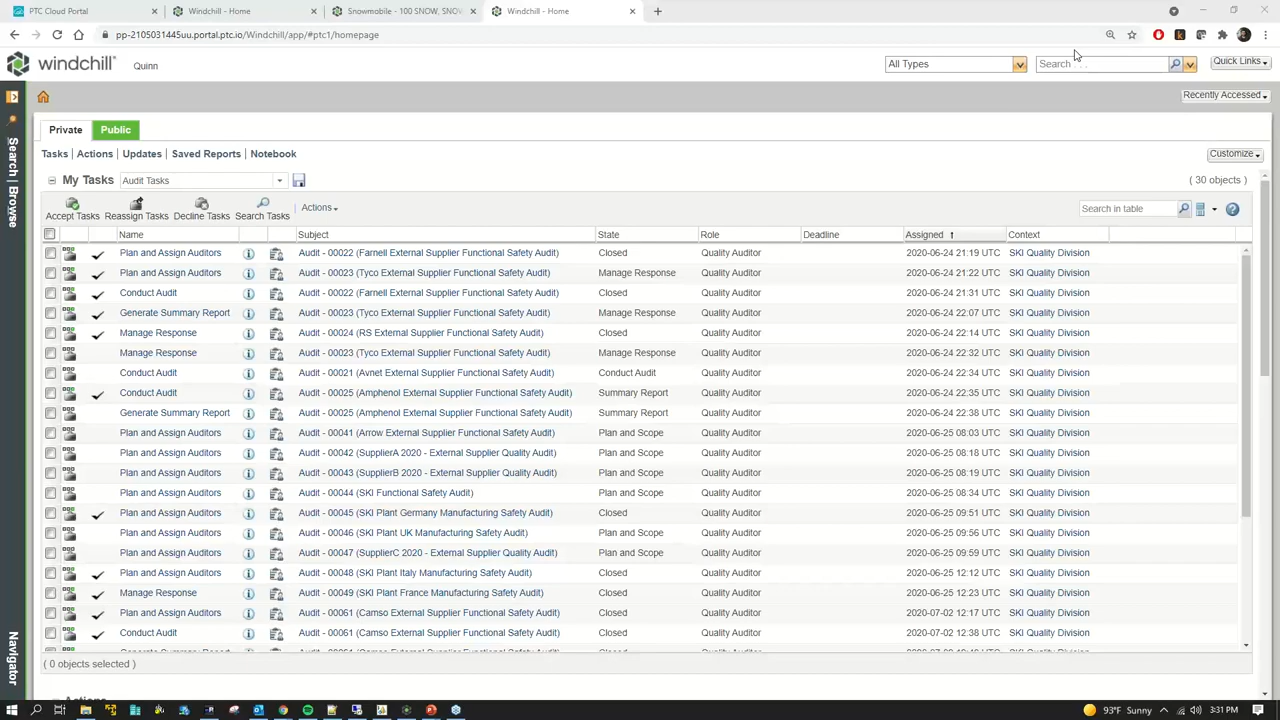 PTC Cloud Portal
Windchill - Home
Snowmobile - 100 SNOW, SNOW
Windchill - Home
pp-2105031445uu.portal.ptc.io/Windchill/app/#ptc1/homepage
windchill
Quinn
All Types
Search . . .
Quick Links
Recently Accessed
Search | Browse
Navigator
Private
Public
Tasks | Actions | Updates | Saved Reports | Notebook
Customize
My Tasks
Audit Tasks
( 30 objects )
Accept Tasks
Reassign Tasks
Decline Tasks
Search Tasks
Actions
Search in table
Name Subject State Role Deadline Assigned Context
Plan and Assign Auditors Audit - 00022 (Farnell External Supplier Functional Safety Audit) Closed Quality Auditor 2020-06-24 21:19 UTC SKI Quality Division
Plan and Assign Auditors Audit - 00023 (Tyco External Supplier Functional Safety Audit) Manage Response Quality Auditor 2020-06-24 21:22 UTC SKI Quality Division
Conduct Audit Audit - 00022 (Farnell External Supplier Functional Safety Audit) Closed Quality Auditor 2020-06-24 21:31 UTC SKI Quality Division
Generate Summary Report Audit - 00023 (Tyco External Supplier Functional Safety Audit) Manage Response Quality Auditor 2020-06-24 22:07 UTC SKI Quality Division
Manage Response Audit - 00024 (RS External Supplier Functional Safety Audit) Closed Quality Auditor 2020-06-24 22:14 UTC SKI Quality Division
Manage Response Audit - 00023 (Tyco External Supplier Functional Safety Audit) Manage Response Quality Auditor 2020-06-24 22:32 UTC SKI Quality Division
Conduct Audit Audit - 00021 (Avnet External Supplier Functional Safety Audit) Conduct Audit Quality Auditor 2020-06-24 22:34 UTC SKI Quality Division
Conduct Audit Audit - 00025 (Amphenol External Supplier Functional Safety Audit) Summary Report Quality Auditor 2020-06-24 22:35 UTC SKI Quality Division
Generate Summary Report Audit - 00025 (Amphenol External Supplier Functional Safety Audit) Summary Report Quality Auditor 2020-06-24 22:38 UTC SKI Quality Division
Plan and Assign Auditors Audit - 00041 (Arrow External Supplier Functional Safety Audit) Plan and Scope Quality Auditor 2020-06-25 08:03 UTC SKI Quality Division
Plan and Assign Auditors Audit - 00042 (SupplierA 2020 - External Supplier Quality Audit) Plan and Scope Quality Auditor 2020-06-25 08:18 UTC SKI Quality Division
Plan and Assign Auditors Audit - 00043 (SupplierB 2020 - External Supplier Quality Audit) Plan and Scope Quality Auditor 2020-06-25 08:19 UTC SKI Quality Division
Plan and Assign Auditors Audit - 00044 (SKI Functional Safety Audit) Plan and Scope Quality Auditor 2020-06-25 08:34 UTC SKI Quality Division
Plan and Assign Auditors Audit - 00045 (SKI Plant Germany Manufacturing Safety Audit) Closed Quality Auditor 2020-06-25 09:51 UTC SKI Quality Division
Plan and Assign Auditors Audit - 00046 (SKI Plant UK Manufacturing Safety Audit) Plan and Scope Quality Auditor 2020-06-25 09:56 UTC SKI Quality Division
Plan and Assign Auditors Audit - 00047 (SupplierC 2020 - External Supplier Quality Audit) Plan and Scope Quality Auditor 2020-06-25 09:59 UTC SKI Quality Division
Plan and Assign Auditors Audit - 00048 (SKI Plant Italy Manufacturing Safety Audit) Closed Quality Auditor 2020-06-25 12:12 UTC SKI Quality Division
Manage Response Audit - 00049 (SKI Plant France Manufacturing Safety Audit) Closed Quality Auditor 2020-06-25 12:23 UTC SKI Quality Division
Plan and Assign Auditors Audit - 00061 (Camso External Supplier Functional Safety Audit) Closed Quality Auditor 2020-07-02 12:17 UTC SKI Quality Division
Conduct Audit Audit - 00061 (Camso External Supplier Functional Safety Audit) Closed Quality Auditor 2020-07-02 12:38 UTC SKI Quality Division
( 0 objects selected )
Actions
93°F Sunny
3:31 PM